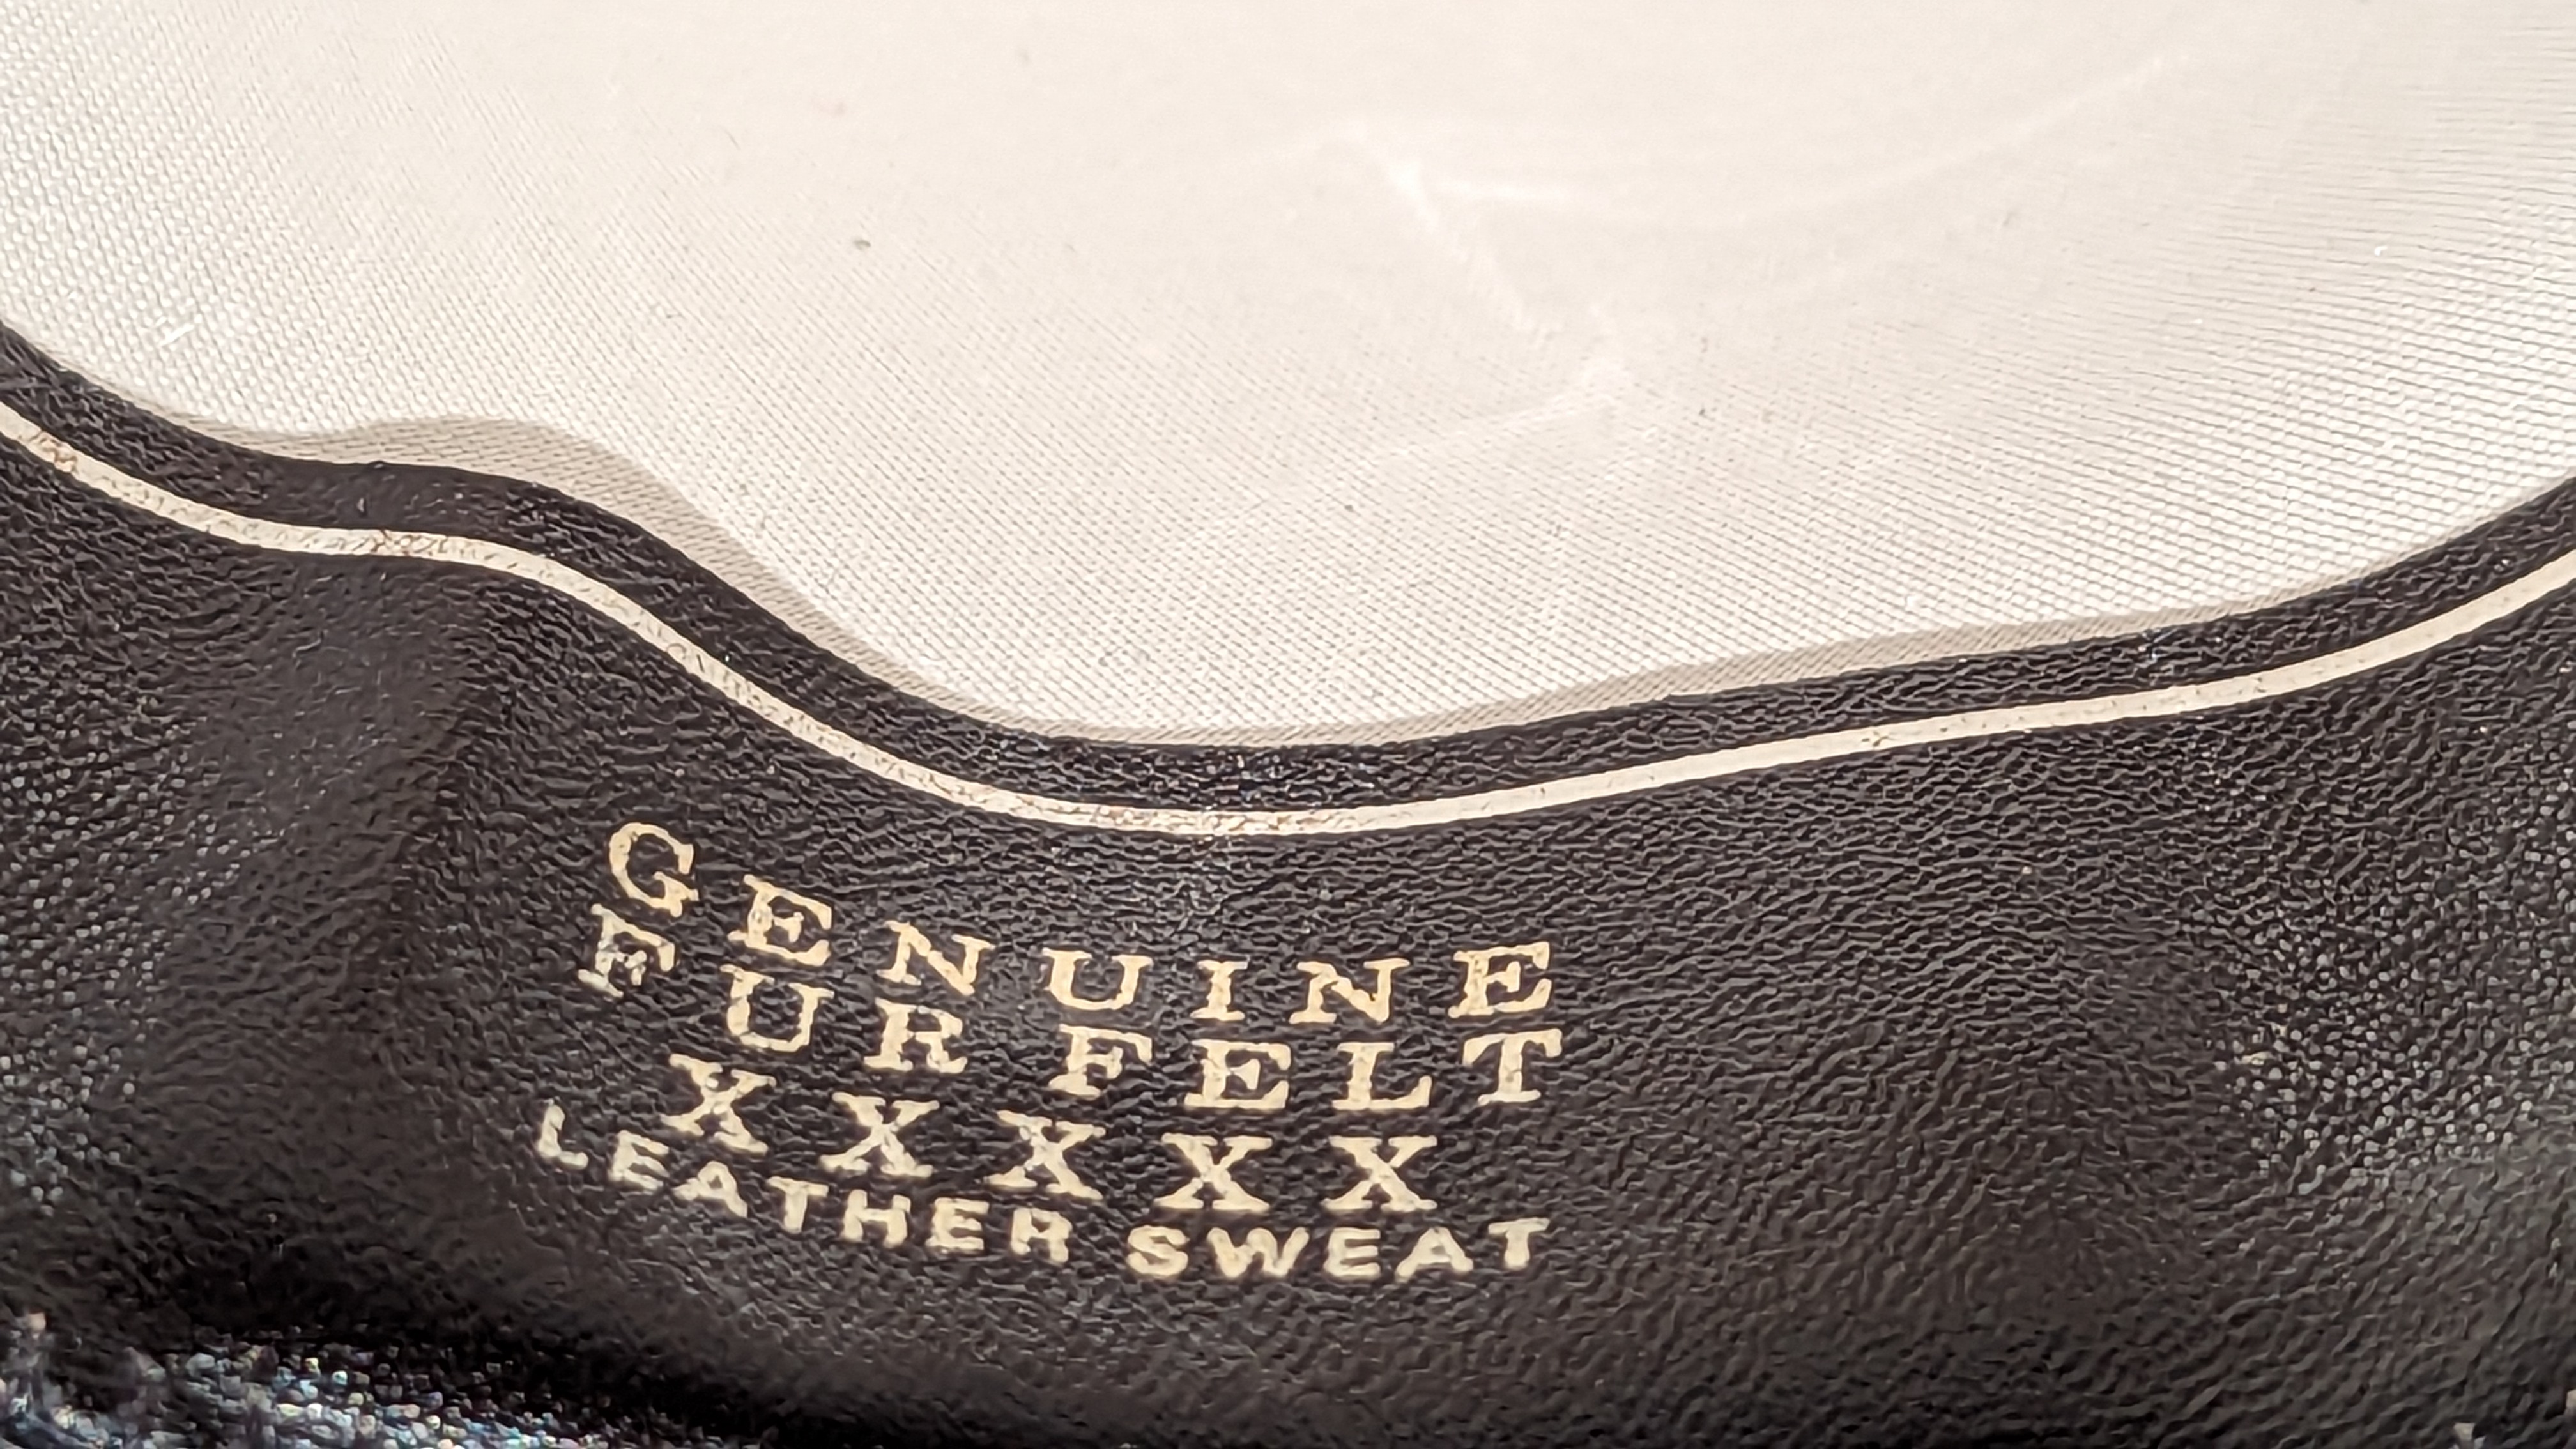 GENUINE
FUR FELT
XXXXX
LEATHER SWEAT